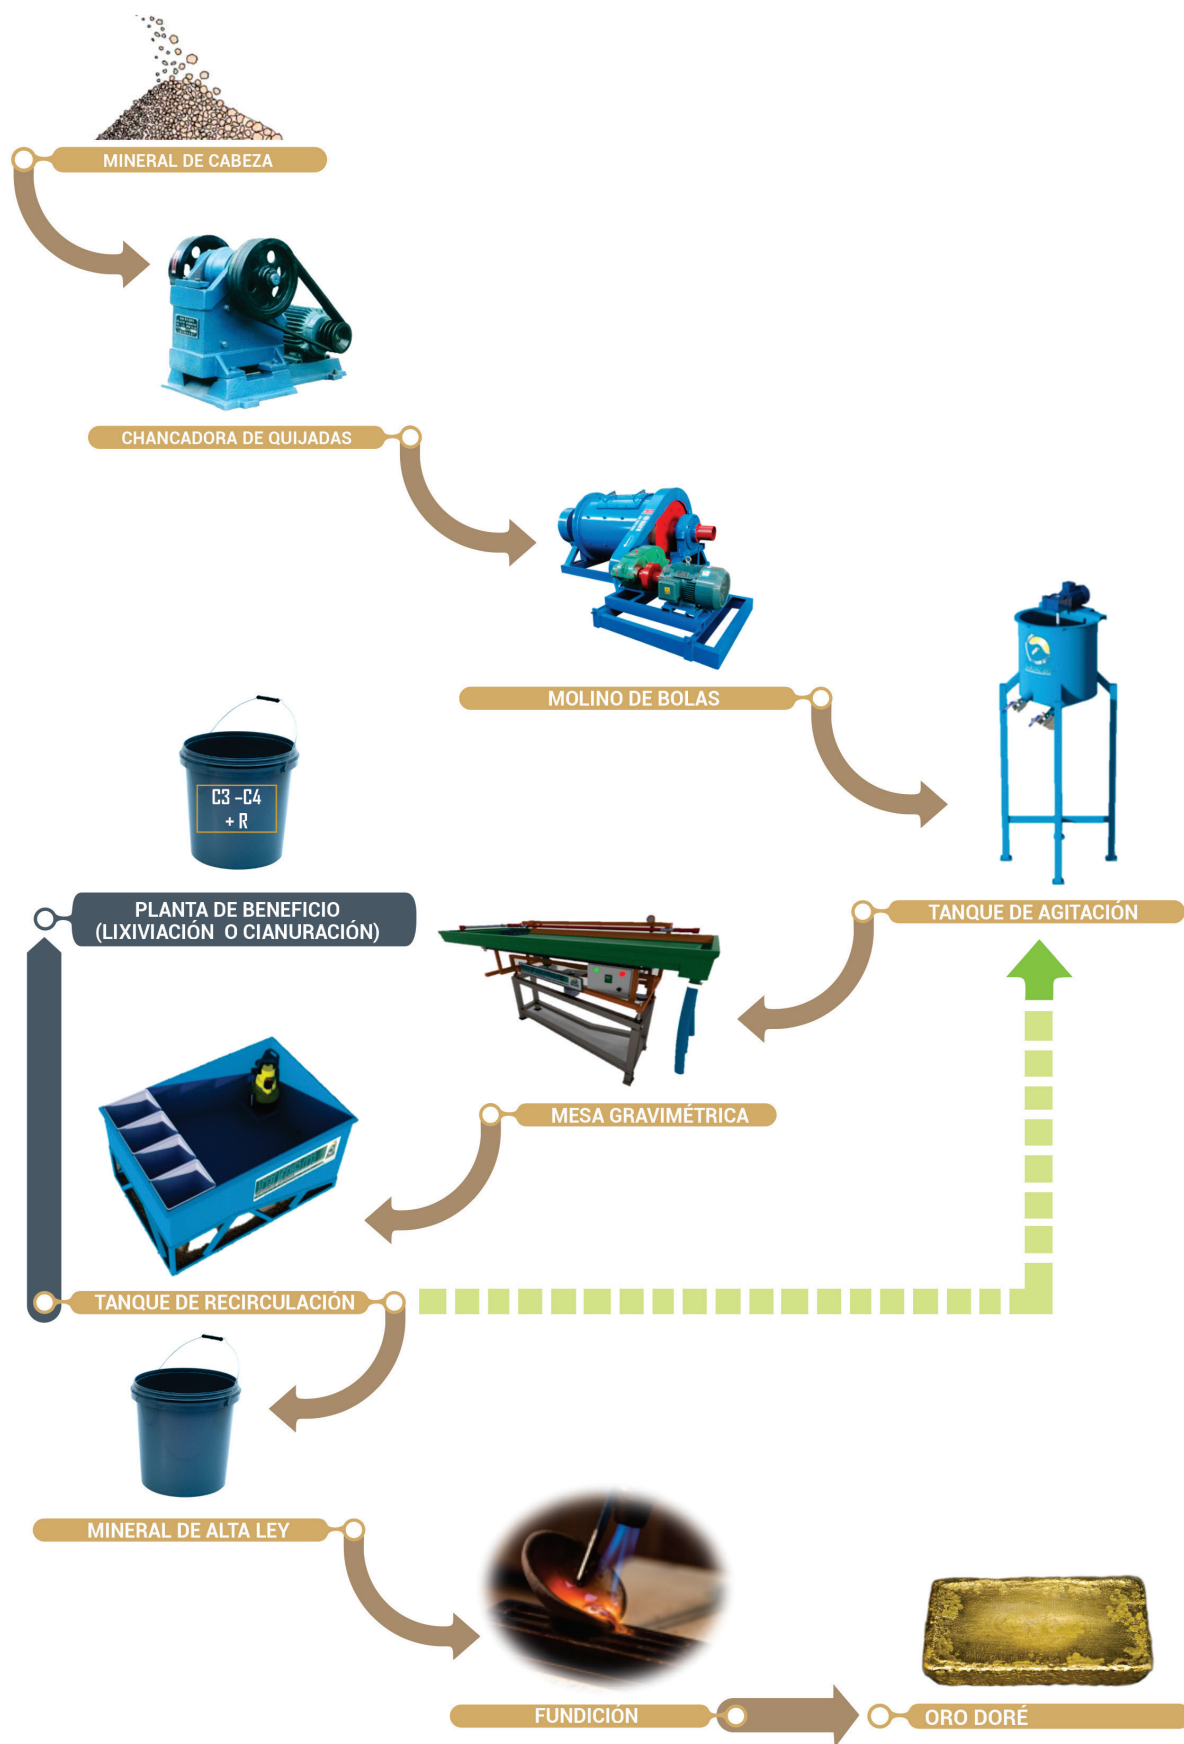 MINERAL DE CABEZA
CHANCADORA DE QUIJADAS
MOLINO DE BOLAS
C3 -C4
+ R
PLANTA DE BENEFICIO
(LIXIVIACIÓN O CIANURACIÓN)
TANQUE DE AGITACIÓN
MESA GRAVIMÉTRICA
TANQUE DE RECIRCULACIÓN
MINERAL DE ALTA LEY
FUNDICIÓN
ORO DORÉ